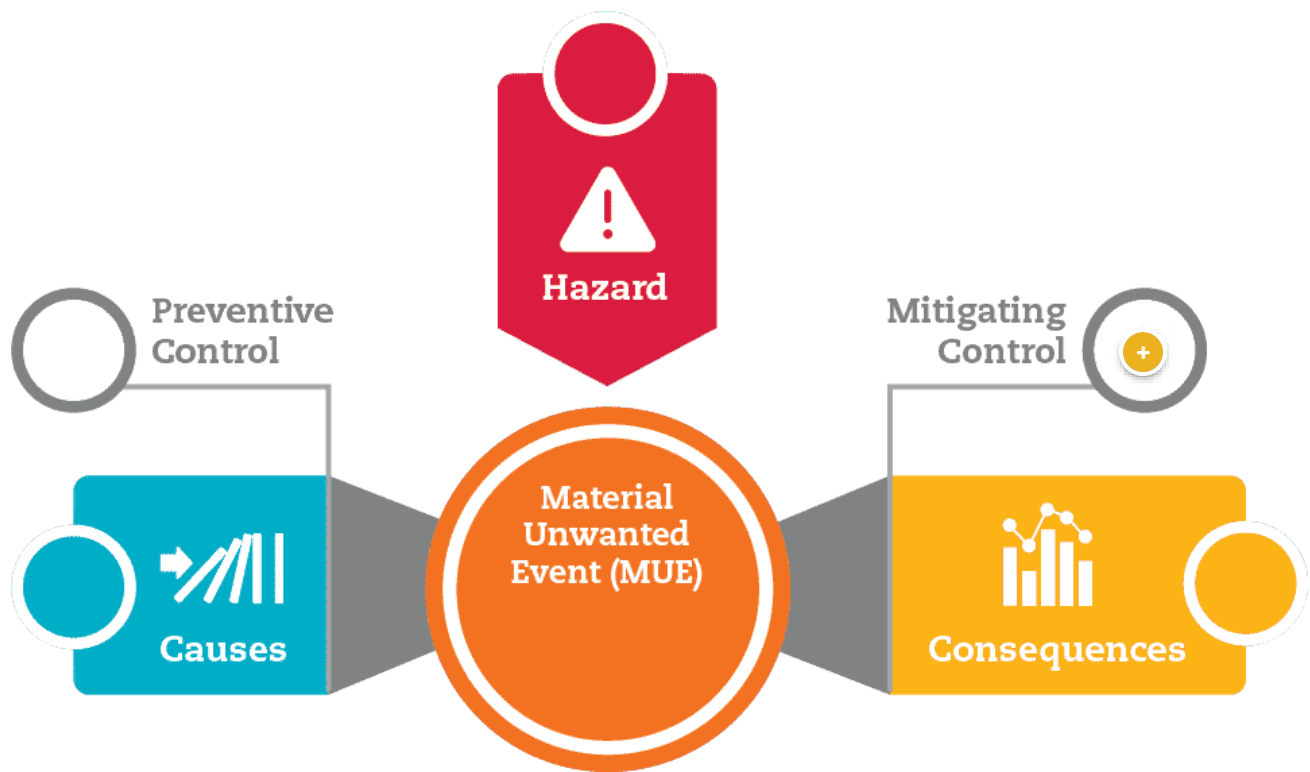 Hazard
Preventive
Control
Mitigating
Control
Material
Unwanted
Event (MUE)
Causes
Consequences